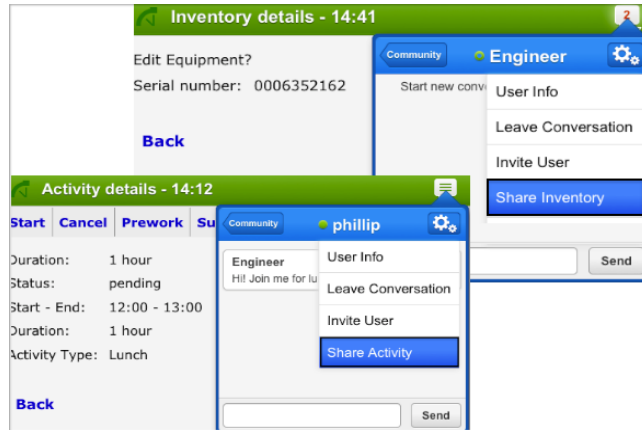 Inventory details - 14:41
2
Edit Equipment?
Serial number: 0006352162
Back
Community
Engineer
Start new conv
User Info
Leave Conversation
Invite User
Share Inventory
Send
Activity details - 14:12
Start Cancel Prework Su
Duration: 1 hour
Status: pending
Start - End: 12:00 - 13:00
Duration: 1 hour
Activity Type: Lunch
Back
Community
phillip
Engineer
Hi! Join me for lu
User Info
Leave Conversation
Invite User
Share Activity
Send